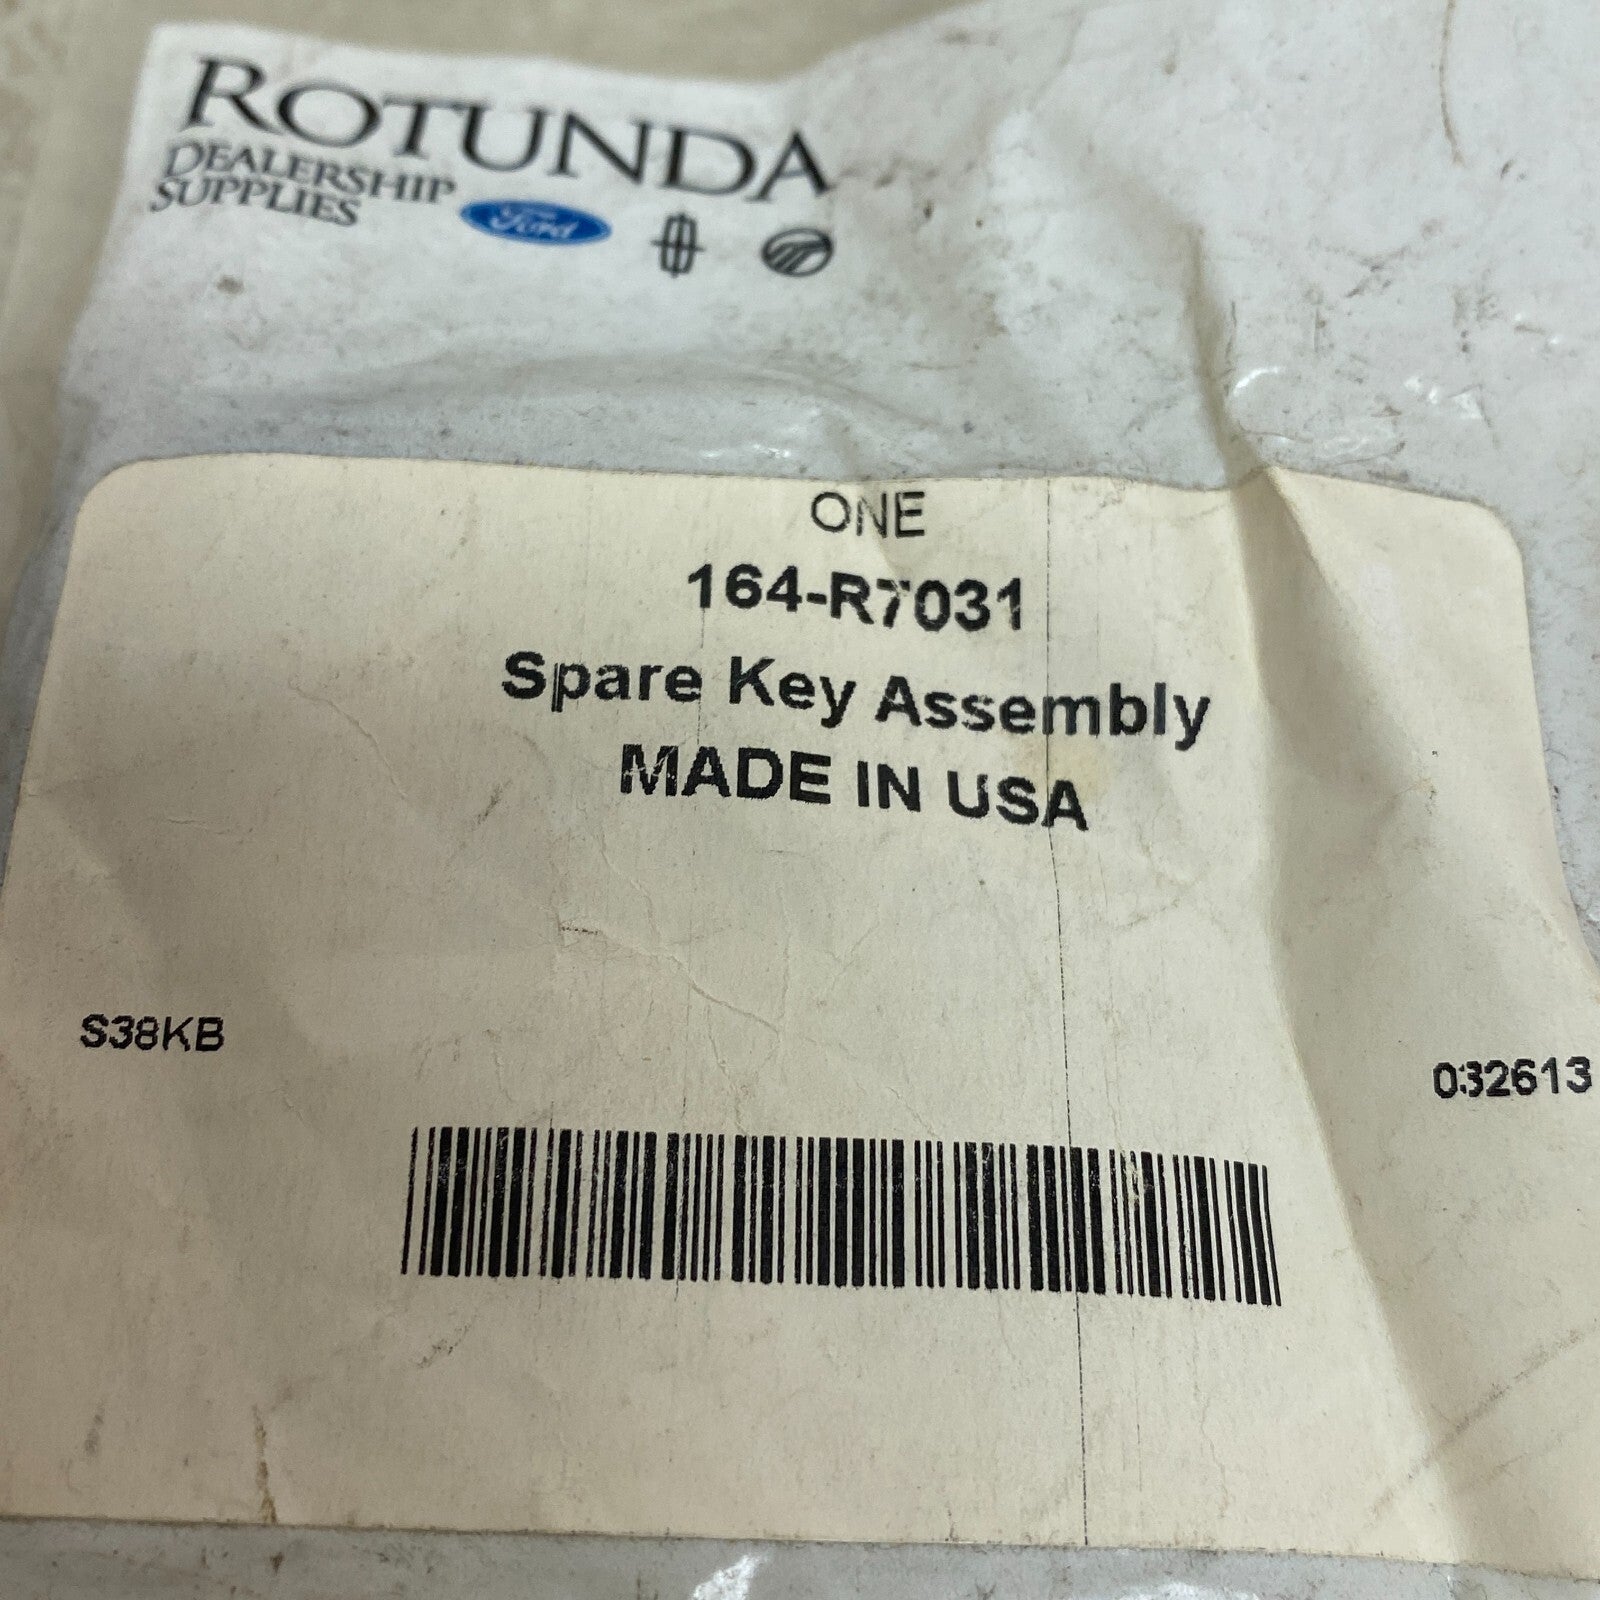 ROTUNDA
DEALERSHIP
SUPPLIES
Ford
ONE
164-R7031
Spare Key Assembly
MADE IN USA
S38KB
032613